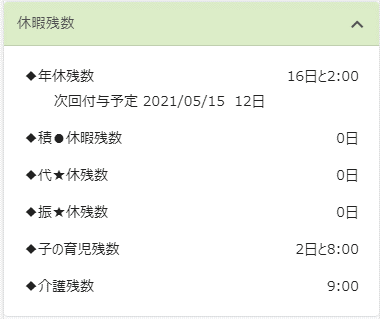 休暇残数
◆年休残数 16日と2:00
次回付与予定 2021/05/15 12日
◆積●休暇残数 0日
◆代★休残数 0日
◆振★休残数 0日
◆子の育児残数 2日と8:00
◆介護残数 9:00